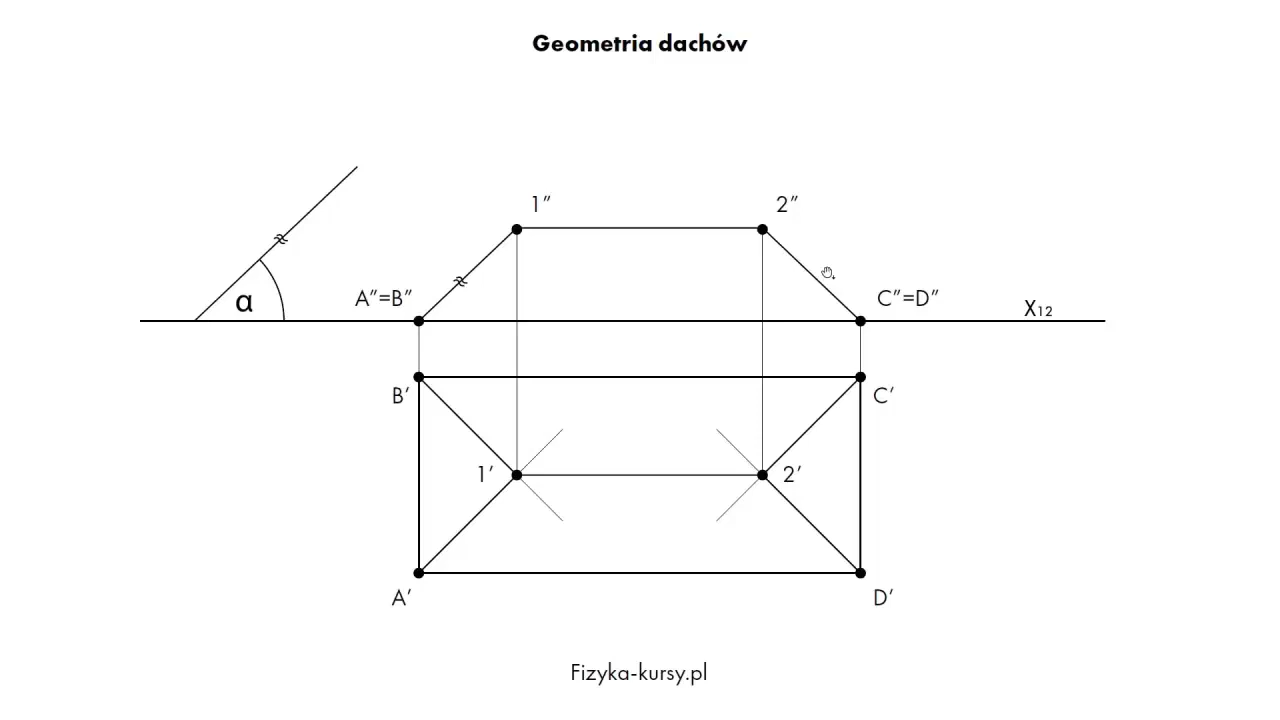 Geometria dachów
1” 2”
α A”=B” C”=D” X₁₂
B’ C’
1’ 2’
A’ D’
Fizyka-kursy.pl